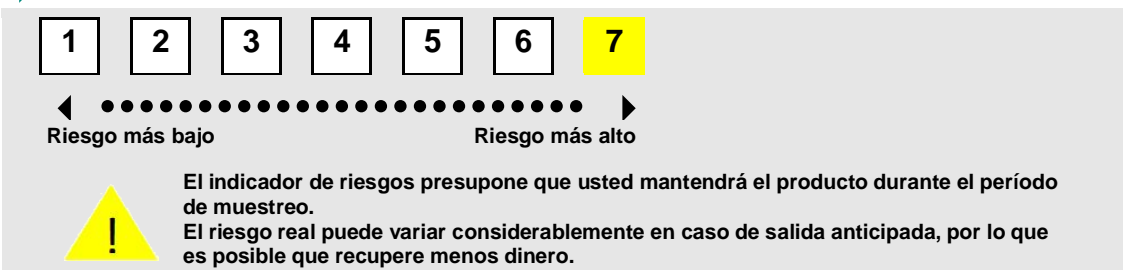 1 2 3 4 5 6 7
Riesgo más bajo Riesgo más alto
El indicador de riesgos presupone que usted mantendrá el producto durante el período
de muestreo.
!
El riesgo real puede variar considerablemente en caso de salida anticipada, por lo que
es posible que recupere menos dinero.